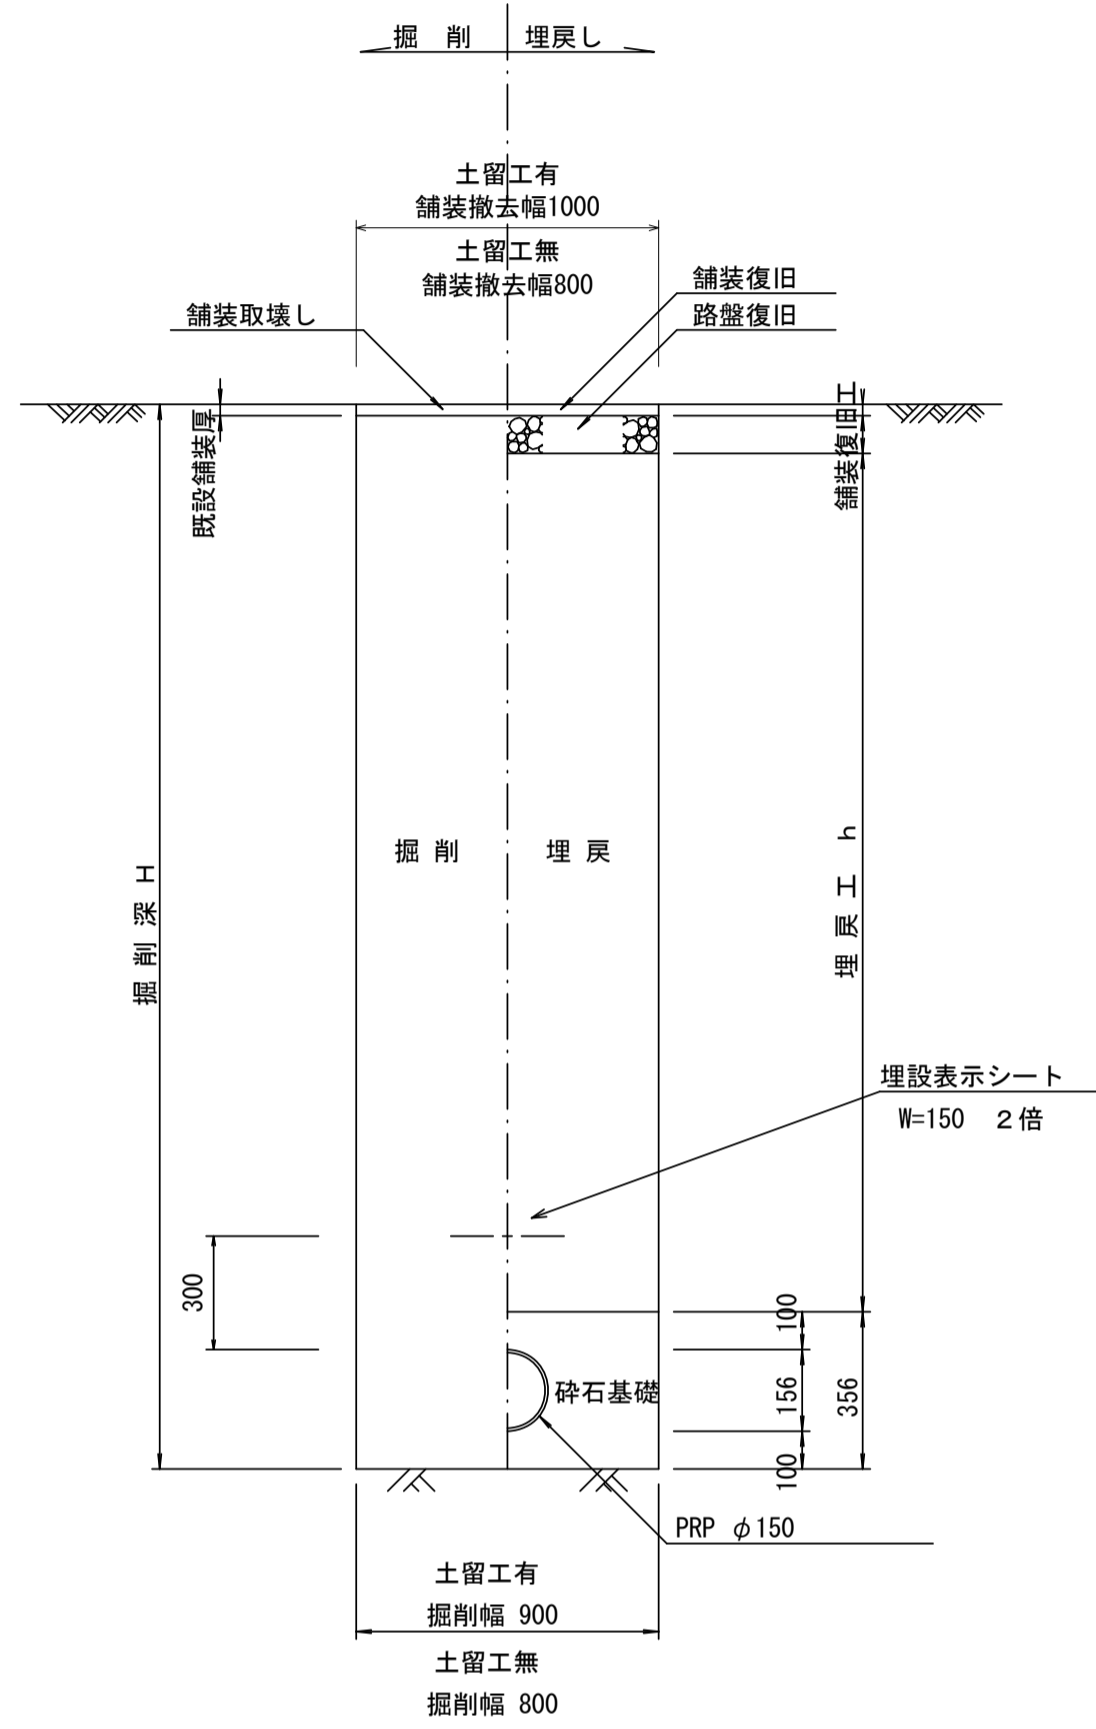 掘 削 埋戻し
土留工有
舗装撤去幅1000
土留工無
舗装撤去幅800
舗装復旧
路盤復旧
舗装取壊し
既設舗装厚
舗装復旧工
掘 削 埋 戻
掘 削 深 H
埋 戻 工 h
埋設表示シート
W=150 2倍
300
100
156
100
356
砕石基礎
PRP φ150
土留工有
掘削幅 900
土留工無
掘削幅 800